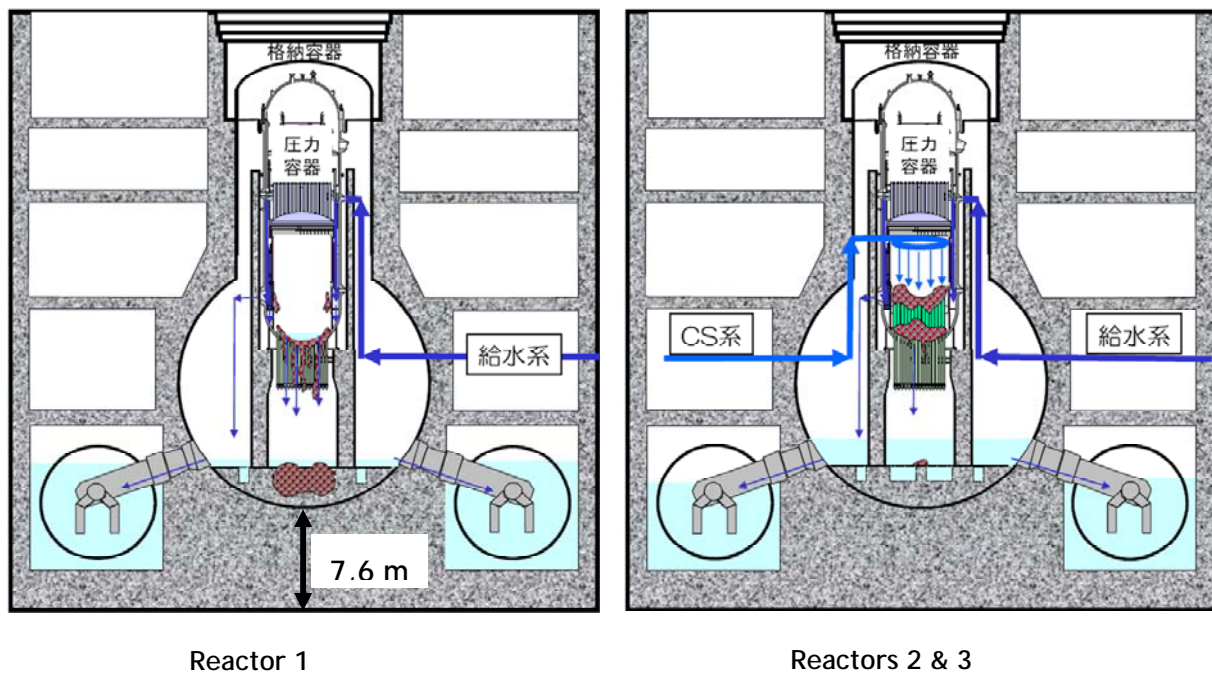 格納容器
圧力
容器
給水系
7.6 m
Reactor 1
格納容器
圧力
容器
CS系
給水系
Reactors 2 & 3